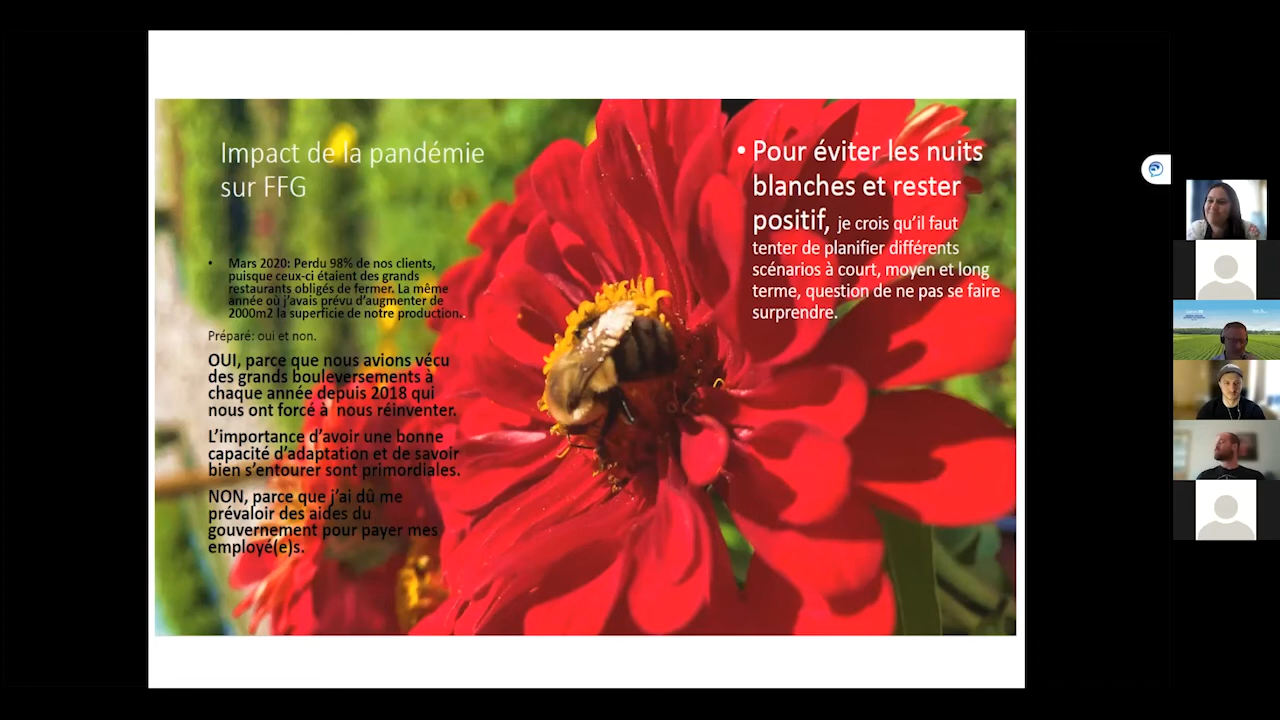 Impact de la pandémie
sur FFG
• Mars 2020: Perdu 98% de nos clients,
puisque ceux-ci étaient des grands
restaurants obligés de fermer. La même
année où j’avais prévu d’augmenter de
2000m2 la superficie de notre production..
Préparé: oui et non.
OUI, parce que nous avions vécu
des grands bouleversements à
chaque année depuis 2018 qui
nous ont forcé à nous réinventer.
L’importance d’avoir une bonne
capacité d’adaptation et de savoir
bien s’entourer sont primordiales.
NON, parce que j’ai dû me
prévaloir des aides du
gouvernement pour payer mes
employé(e)s.
• Pour éviter les nuits
blanches et rester
positif, je crois qu’il faut
tenter de planifier différents
scénarios à court, moyen et long
terme, question de ne pas se faire
surprendre.